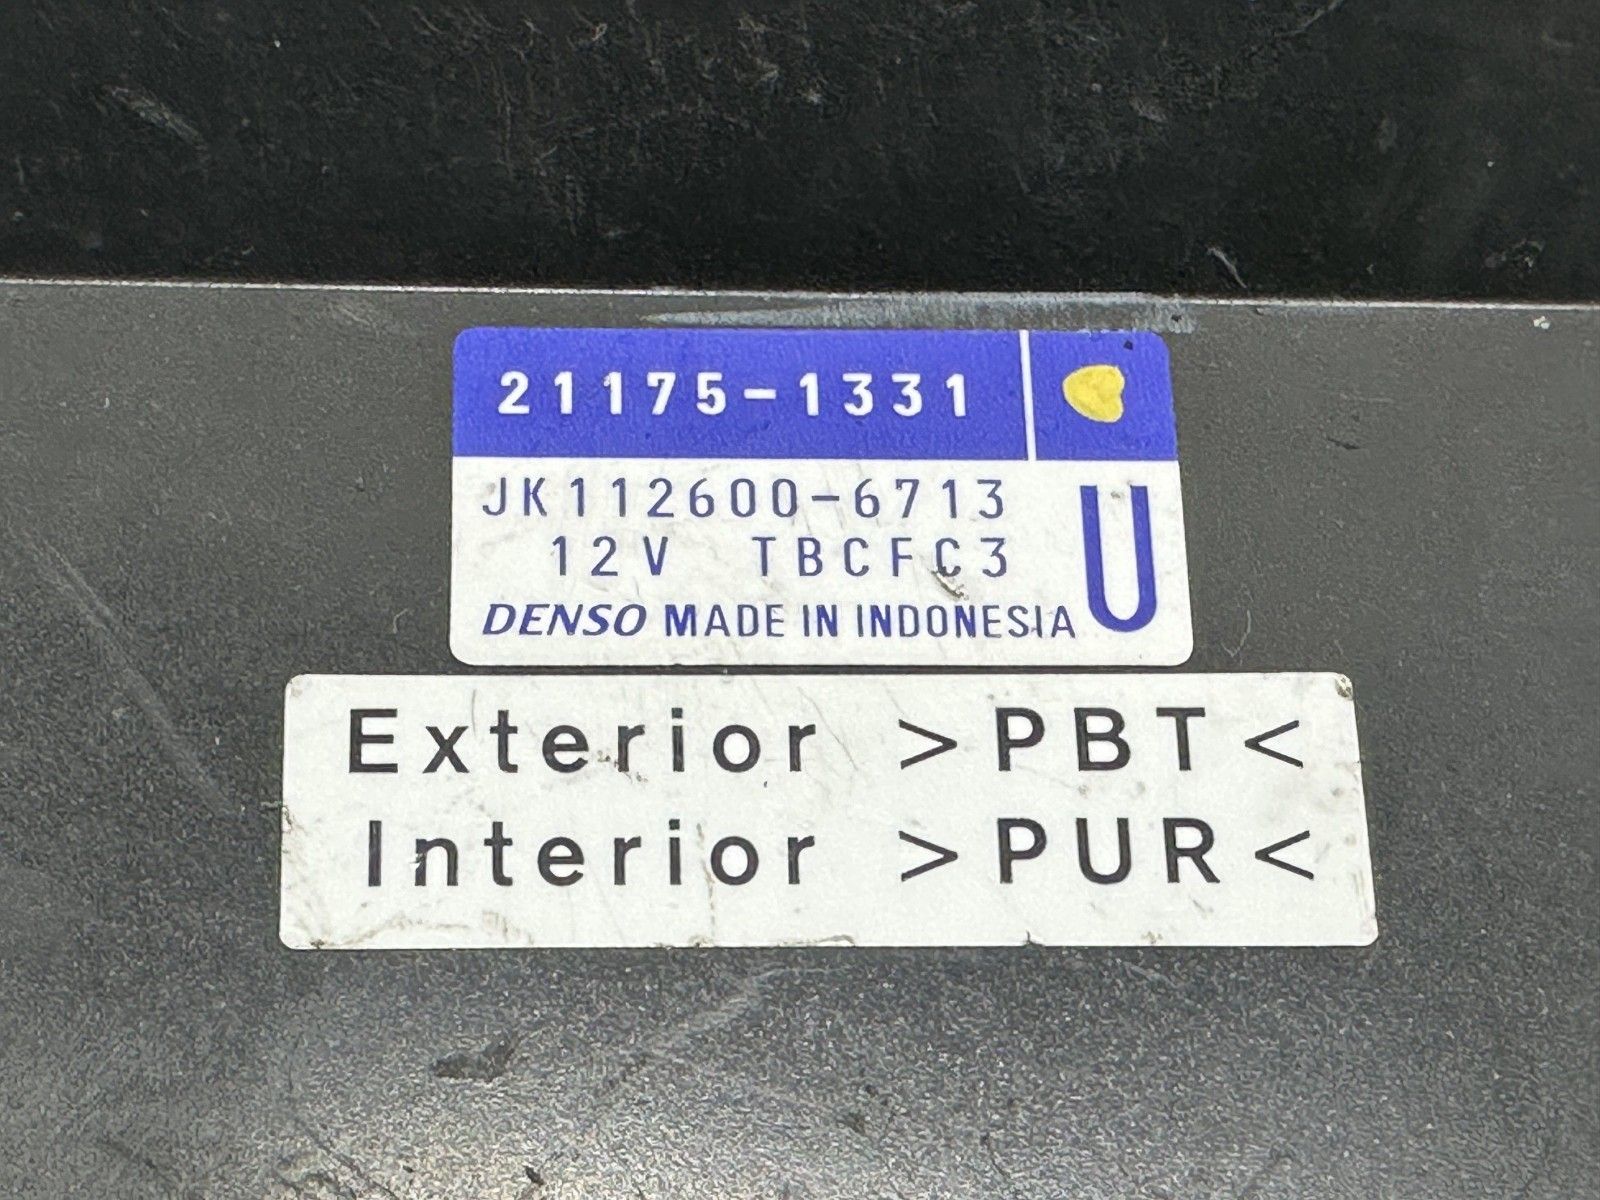 21175-1331
JK112600-6713
12V TBCFC3
U
DENSO MADE IN INDONESIA
Exterior >PBT<
Interior >PUR<